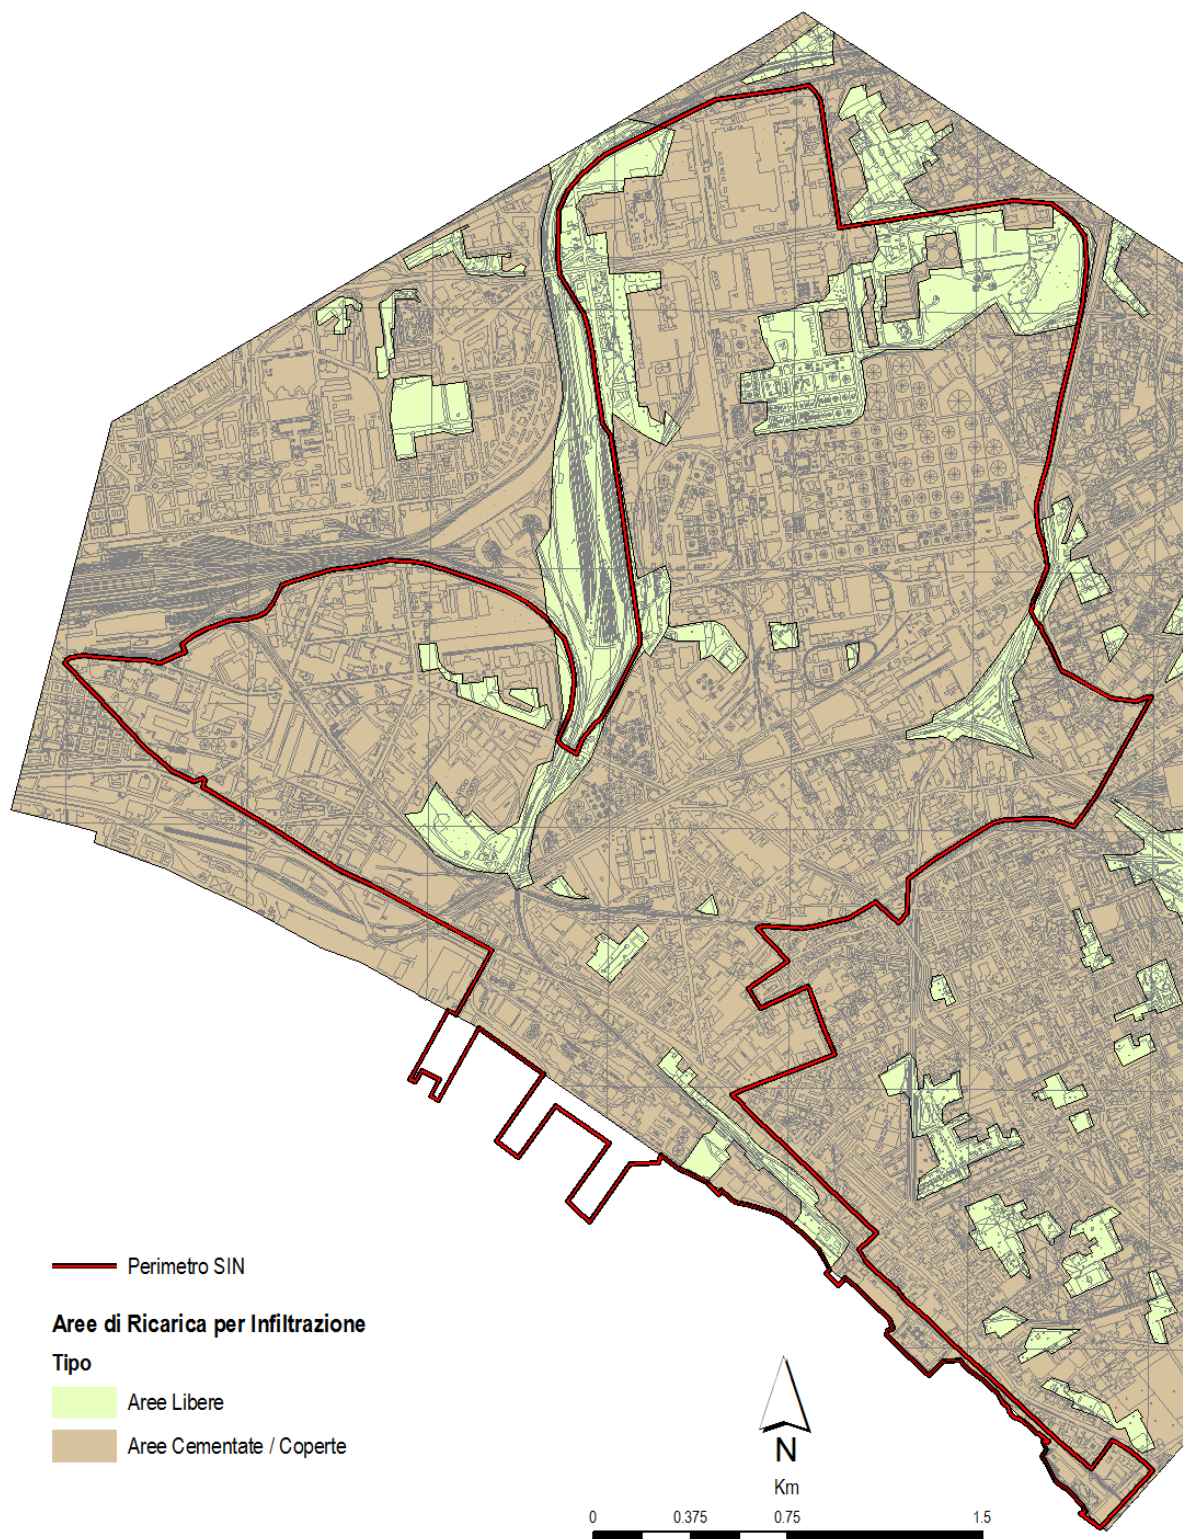 Perimetro SIN
Aree di Ricarica per Infiltrazione
Tipo
Aree Libere
Aree Cementate / Coperte
N
Km
0 0.375 0.75 1.5